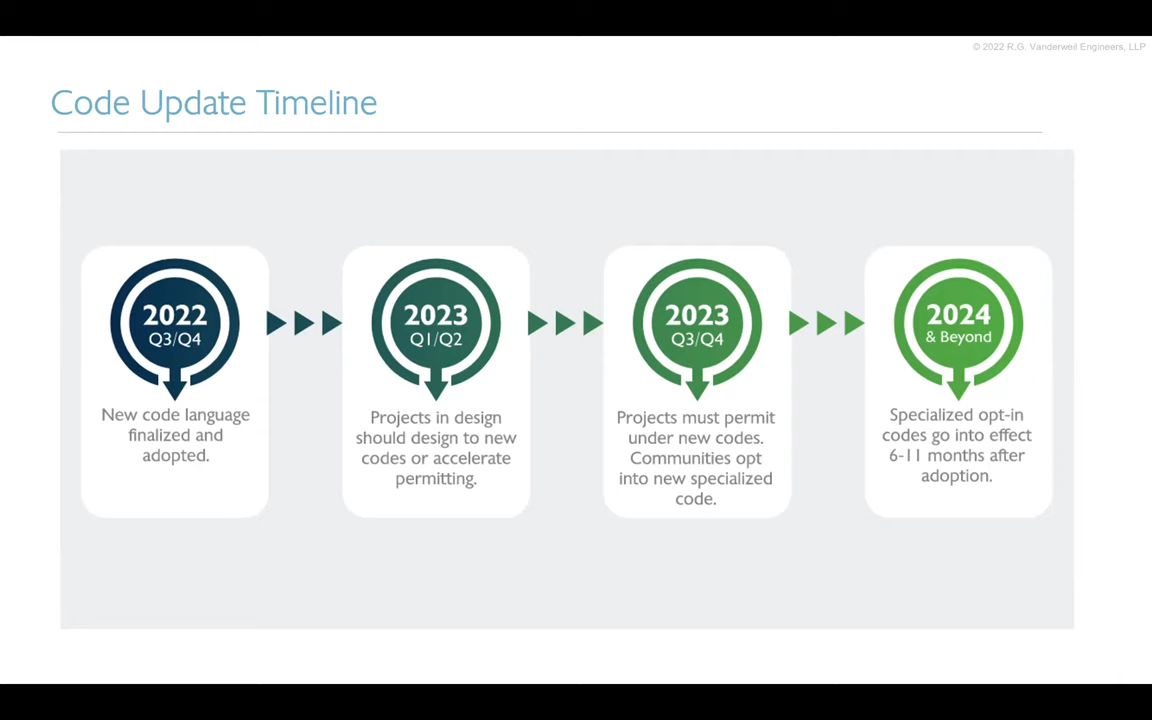 © 2022 R.G. Vanderweil Engineers, LLP
Code Update Timeline
2022
Q3/Q4
New code language
finalized and
adopted.
2023
Q1/Q2
Projects in design
should design to new
codes or accelerate
permitting.
2023
Q3/Q4
Projects must permit
under new codes.
Communities opt
into new specialized
code.
2024
& Beyond
Specialized opt-in
codes go into effect
6-11 months after
adoption.